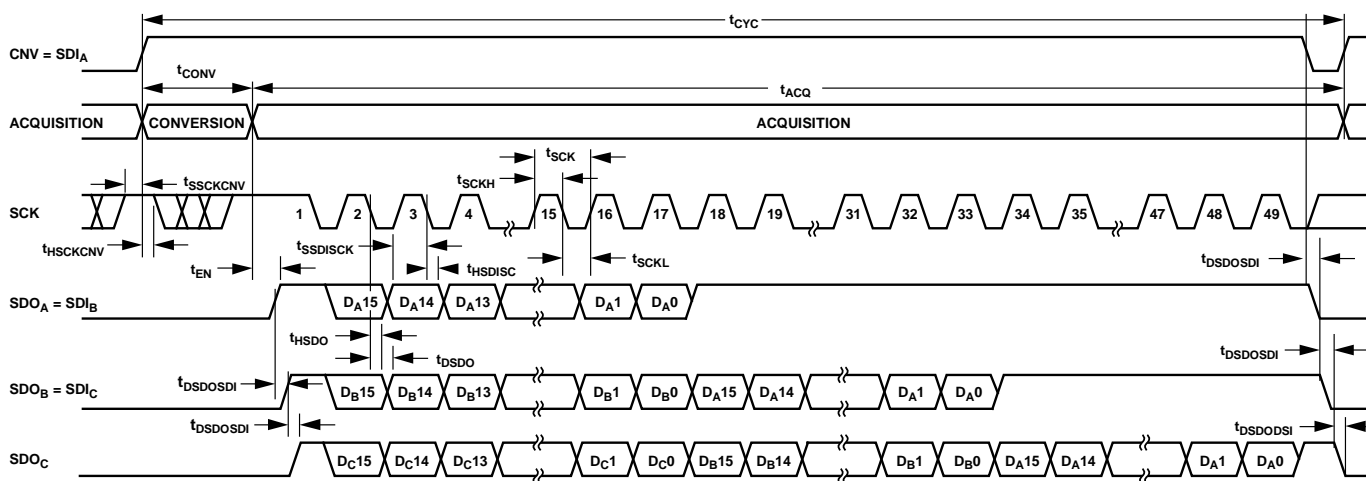 tCYC
CNV = SDIA
tCONV
tACQ
ACQUISITION CONVERSION ACQUISITION
tSCK
tSSCKCNV tSCKH
SCK 1 2 3 4 15 16 17 18 19 31 32 33 34 35 47 48 49
tHSCKCNV tSSDISCK
tEN tHSDISC tSCKL tDSDOSDI
SDOA = SDIB DA15 DA14 DA13 DA1 DA0
tHSDO
tDSDO tDSDOSDI
SDOB = SDIC tDSDOSDI DB15 DB14 DB13 DB1 DB0 DA15 DA14 DA1 DA0
tDSDOSDI tDSDODSI
SDOC DC15 DC14 DC13 DC1 DC0 DB15 DB14 DB1 DB0 DA15 DA14 DA1 DA0